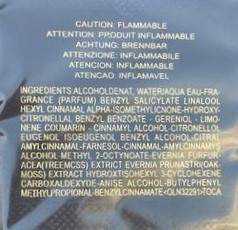 CAUTION: FLAMMABLE
ATTENTION: PRODUIT INFLAMMABLE
ACHTUNG: BRENNBAR
ATTENZIONE: INFIAMMABILE
ATENCION: INFLAMABLE
ATENCAO: INFLAMAVEL
INGREDIENTS: ALCOHOL DENAT, WATER(AQUA EAU-FRA-
GRANCE (PARFUM) BENZYL SALICYLATE LINALOOL
HEXYL CINNAMAL ALPHA-ISOMETHYLIONONE-HYDROXY-
CITRONELLAL BENZYL BENZOATE - GERENIOL - LIMO-
NENE COUMARIN - CINNAMYL ALCOHOL-CITRONELLOL
EUGENOL ISOEUGENOL BENZYL ALCOHOL-CITRAL
AMYLCINNAMAL-FARNESOL-CINNAMAL-AMYLCINNAMYL
ALCOHOL METHYL 2-OCTYNOATE-EVERNIA FURFUR-
ACEA(TREEMOSS) EXTRACT EVERNIA PRUNASTRI(OAK-
MOSS) EXTRACT HYDROXYISOHEXYL 3-CYCLOHEXENE
CARBOXALDEHYDE-ANISE ALCOHOL-BUTYLPHENYL
METHYLPROPIONAL-BENZYLCINNAMATE